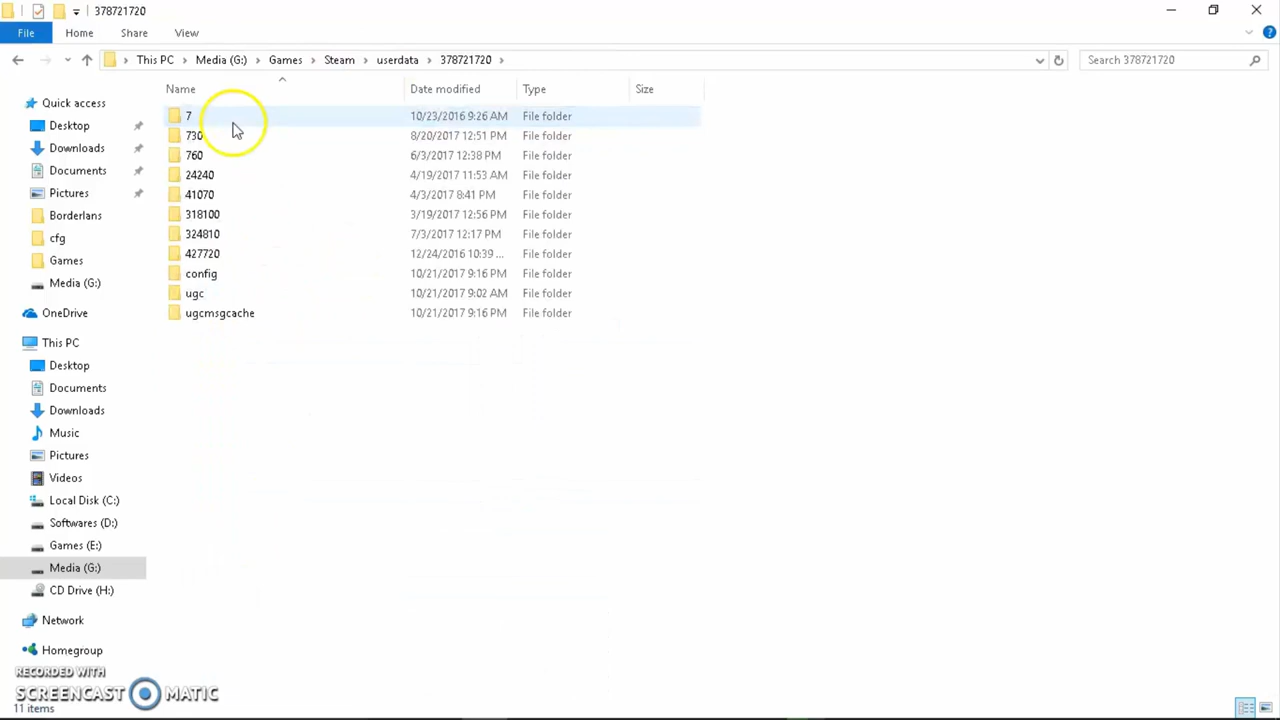 378721720
File Home Share View
This PC Media (G:) Games Steam userdata 378721720
Search 378721720
Name Date modified Type Size
7 10/23/2016 9:26 AM File folder
730 8/20/2017 12:51 PM File folder
760 6/3/2017 12:38 PM File folder
24240 4/19/2017 11:53 AM File folder
41070 4/3/2017 8:41 PM File folder
318100 3/19/2017 12:56 PM File folder
324810 7/3/2017 12:17 PM File folder
427720 12/24/2016 10:39 ... File folder
config 10/21/2017 9:16 PM File folder
ugc 10/21/2017 9:02 AM File folder
ugcmsgcache 10/21/2017 9:16 PM File folder
Quick access
Desktop
Downloads
Documents
Pictures
Borderlans
cfg
Games
Media (G:)
OneDrive
This PC
Desktop
Documents
Downloads
Music
Pictures
Videos
Local Disk (C:)
Softwares (D:)
Games (E:)
Media (G:)
CD Drive (H:)
Network
Homegroup
RECORDED WITH
SCREENCAST MATIC
11 items